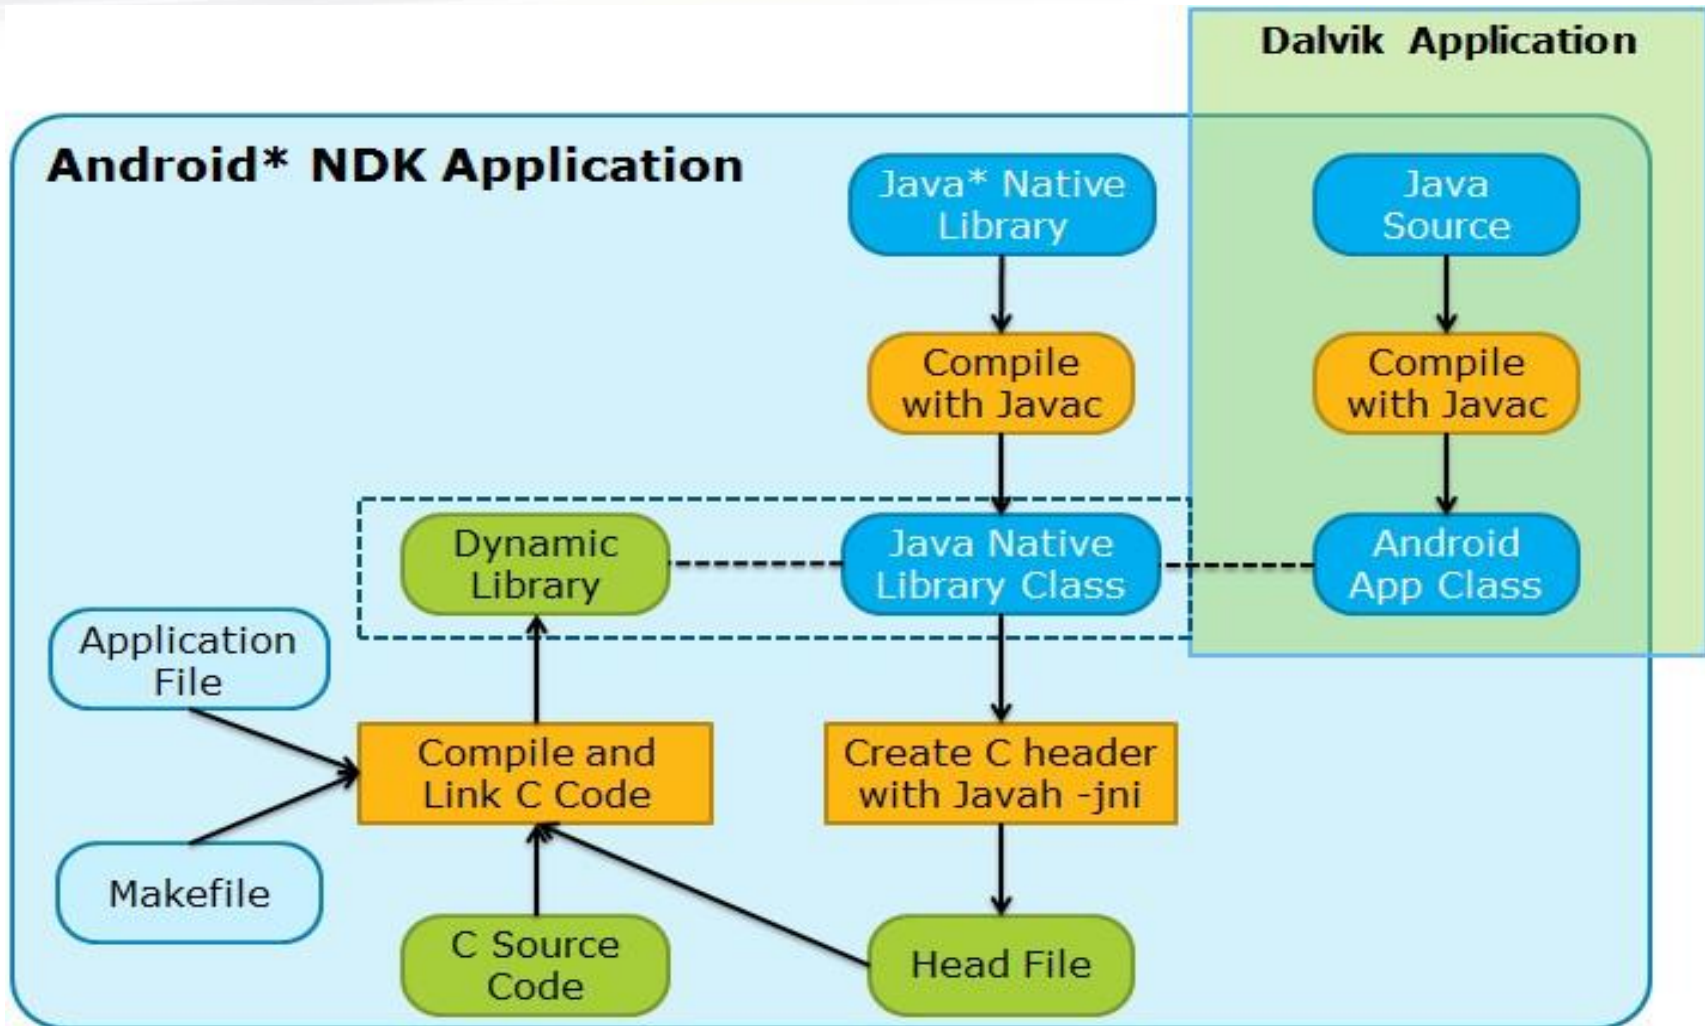 Dalvik Application
Android* NDK Application
Java* Native
Library
Java
Source
Compile
with Javac
Compile
with Javac
Dynamic
Library
Java Native
Library Class
Android
App Class
Application
File
Compile and
Link C Code
Create C header
with Javah -jni
Makefile
C Source
Code
Head File